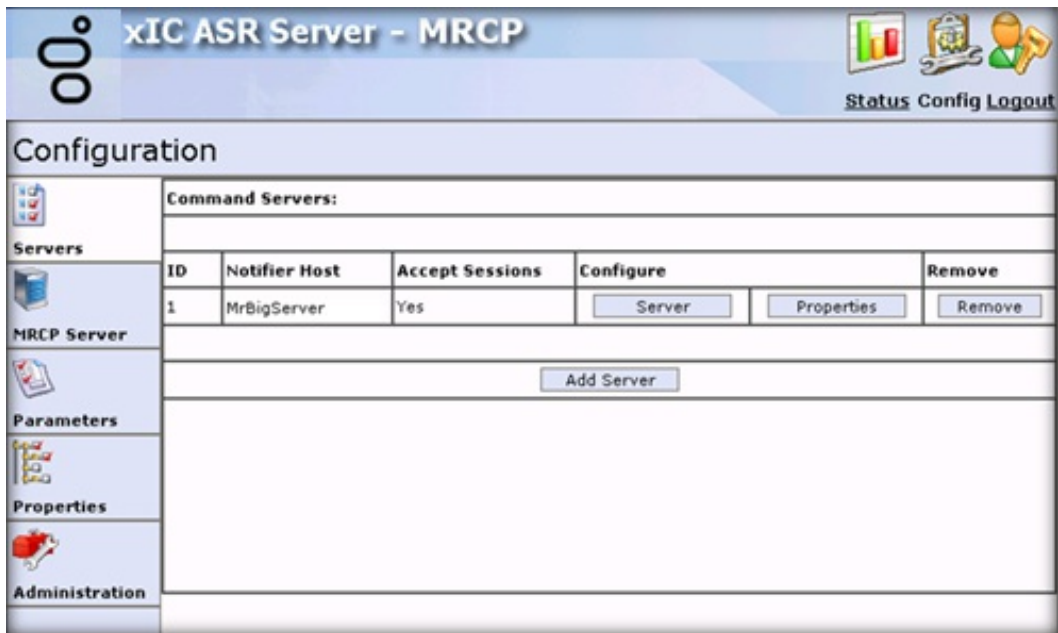 xIC ASR Server - MRCP
Status Config Logout
Configuration
Command Servers:
Servers
ID Notifier Host Accept Sessions Configure Remove
1 MrBigServer Yes Server Properties Remove
MRCP Server
Add Server
Parameters
Properties
Administration